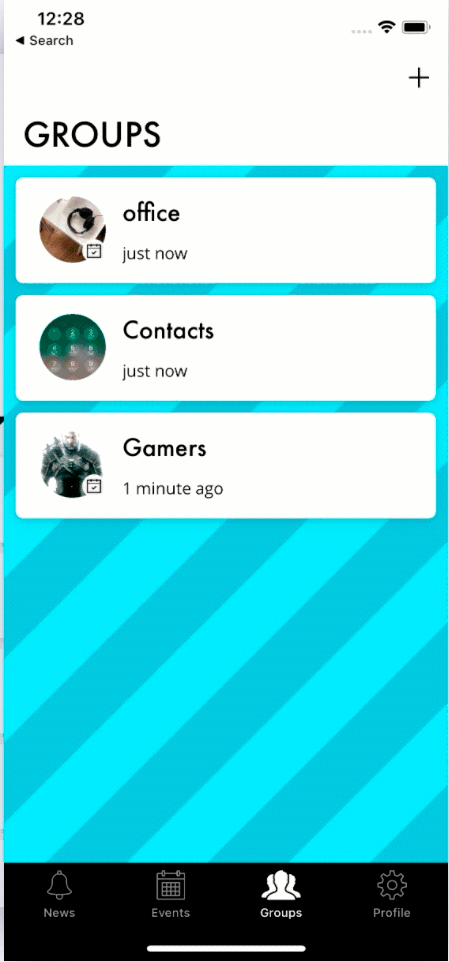 12:28
◀ Search
+
GROUPS
office
just now
Contacts
just now
Gamers
1 minute ago
News
Events
Groups
Profile